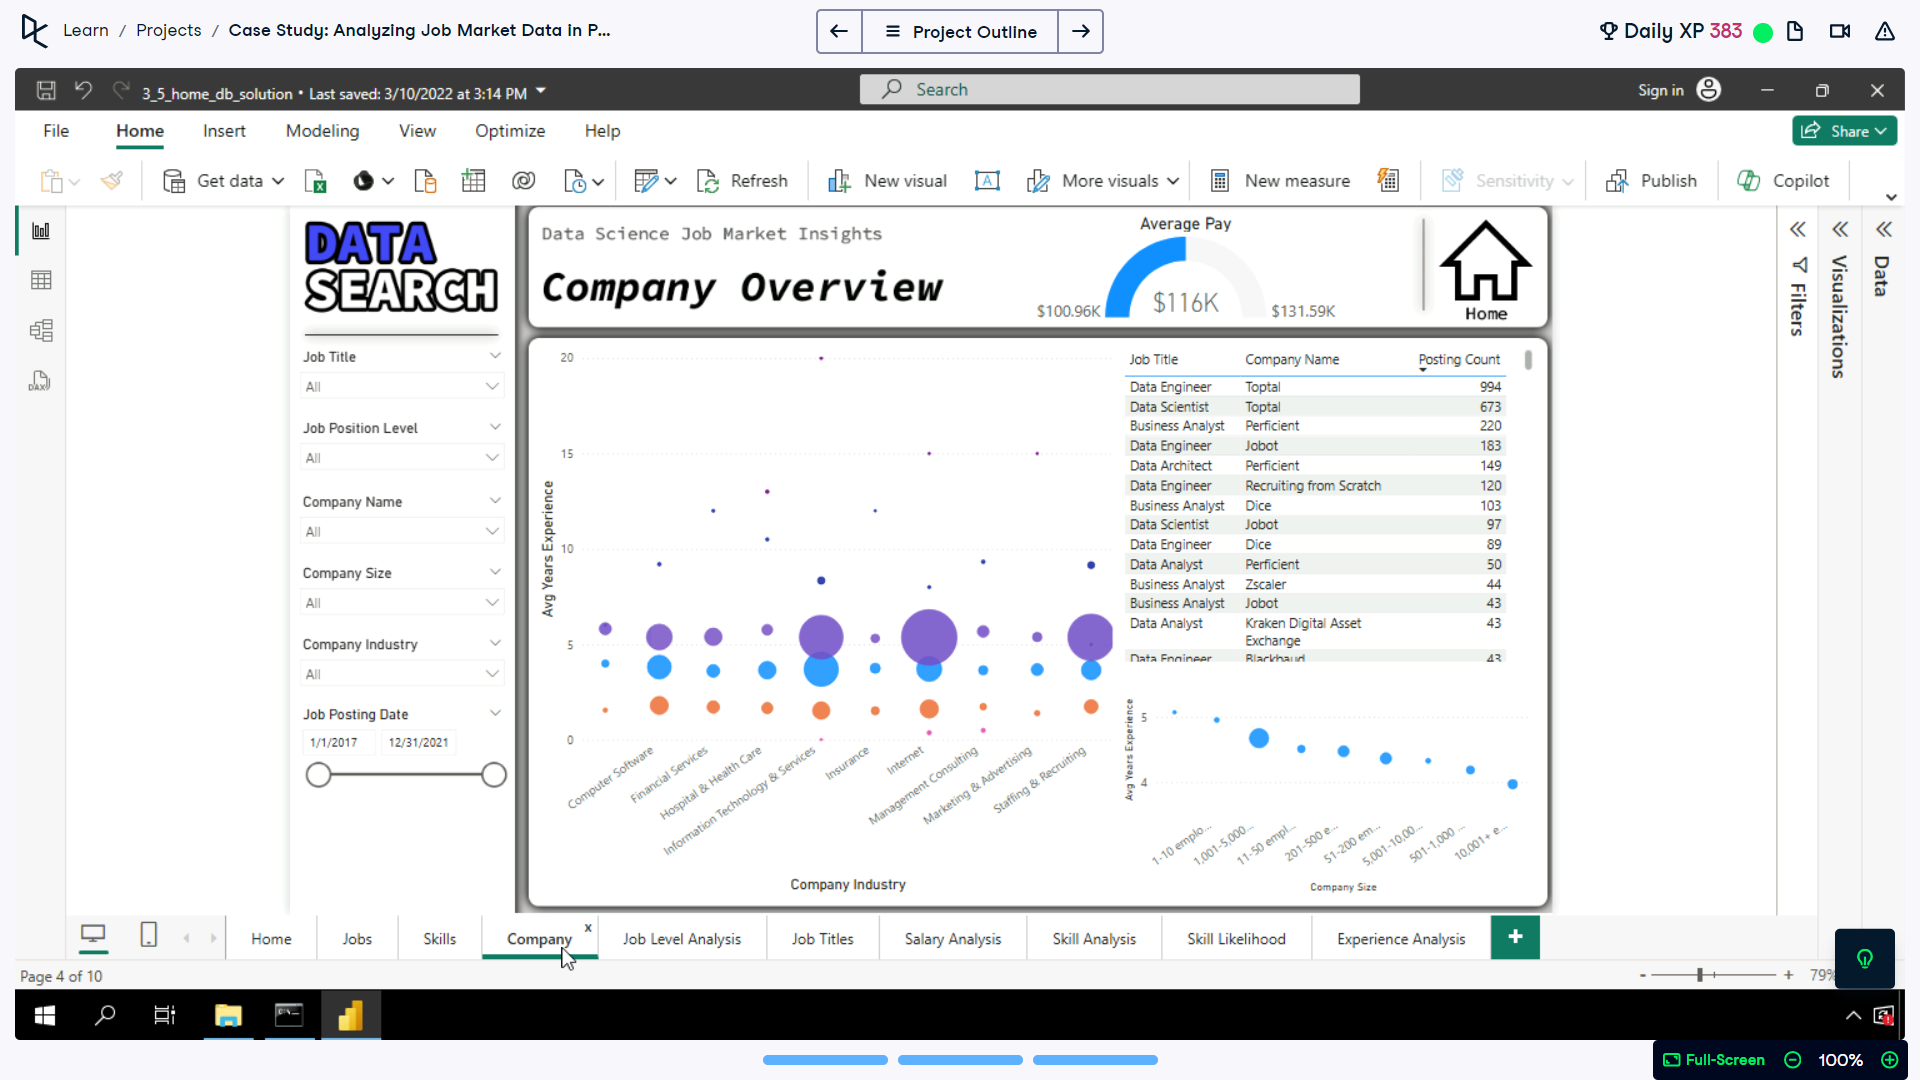 Learn / Projects / Case Study: Analyzing Job Market Data in P...
Project Outline
Daily XP 383
3_5_home_db_solution • Last saved: 3/10/2022 at 3:14 PM
Search
Sign in
File Home Insert Modeling View Optimize Help
Share
Get data
Refresh
New visual
More visuals
New measure
Sensitivity
Publish
Copilot
DATA
SEARCH
Job Title
All
Job Position Level
All
Company Name
All
Company Size
All
Company Industry
All
Job Posting Date
1/1/2017 12/31/2021
Data Science Job Market Insights
Company Overview
Average Pay
$116K
$100.96K
$131.59K
Home
20
15
10
5
0
Avg Years Experience
Computer Software
Financial Services
Hospital & Health Care
Information Technology & Services
Insurance
Internet
Management Consulting
Marketing & Advertising
Staffing & Recruiting
Company Industry
Job Title Company Name Posting Count
Data Engineer Toptal 994
Data Scientist Toptal 673
Business Analyst Perficient 220
Data Engineer Jobot 183
Data Architect Perficient 149
Data Engineer Recruiting from Scratch 120
Business Analyst Dice 103
Data Scientist Jobot 97
Data Engineer Dice 89
Data Analyst Perficient 50
Business Analyst Zscaler 44
Business Analyst Jobot 43
Data Analyst Kraken Digital Asset 43
Exchange
Data Engineer Blackbaud 43
5
4
Avg Years Experience
1-10 emplo...
1,001-5,000...
11-50 empl...
201-500 e...
51-200 em...
5,001-10,00...
501-1,000 ...
10,001+ e...
Company Size
Filters
Visualizations
Data
DAX
Home Jobs Skills Company x Job Level Analysis Job Titles Salary Analysis Skill Analysis Skill Likelihood Experience Analysis +
Page 4 of 10
- + 79%
Full-Screen 100%